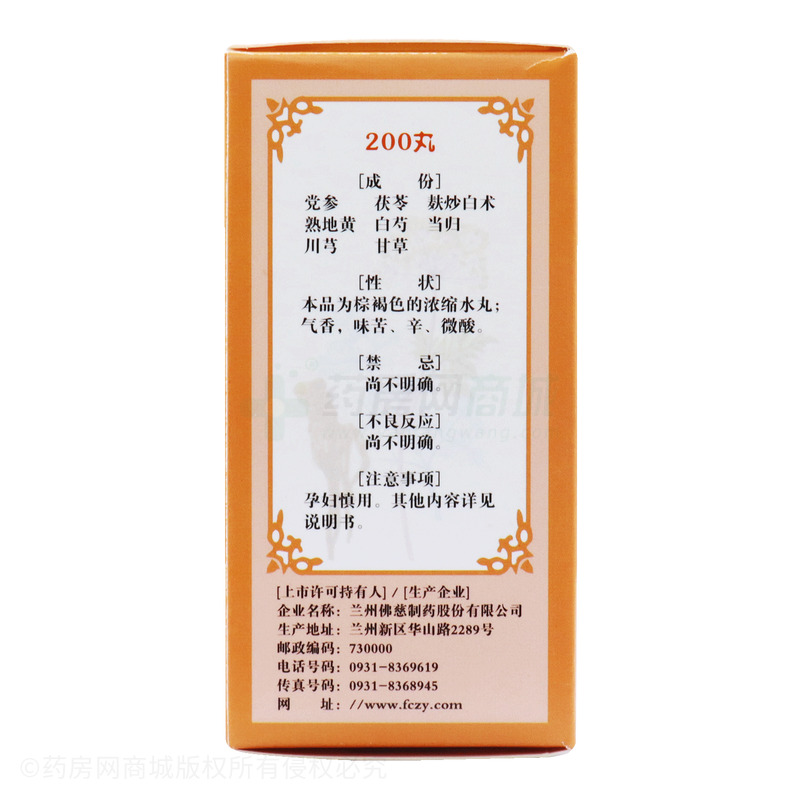 200丸
[成 份]
党参 茯苓 麸炒白术
熟地黄 白芍 当归
川芎 甘草
[性 状]
本品为棕褐色的浓缩水丸；
气香，味苦、辛、微酸。
[禁 忌]
尚不明确。
[不良反应]
尚不明确。
[注意事项]
孕妇慎用。其他内容详见
说明书。
[上市许可持有人] / [生产企业]
企业名称：兰州佛慈制药股份有限公司
生产地址：兰州新区华山路2289号
邮政编码：730000
电话号码：0931-8369619
传真号码：0931-8368945
网 址：//www.fczy.com
药房网商城
©药房网商城版权所有侵权必究